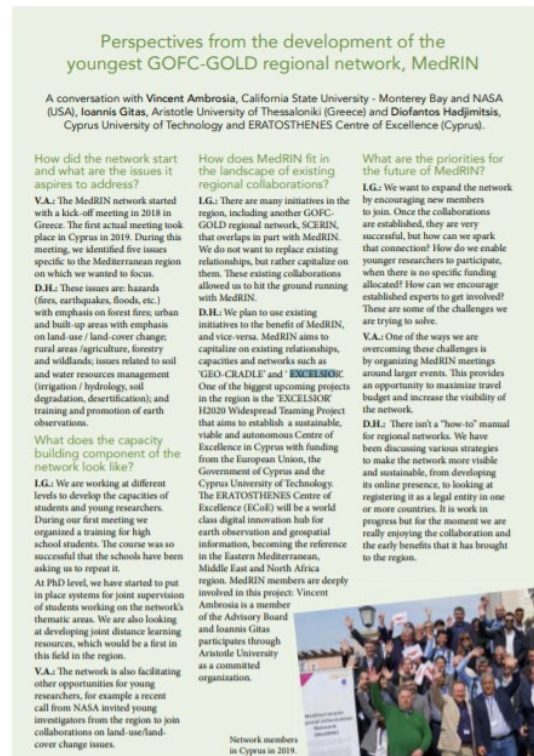 Perspectives from the development of the
youngest GOFC-GOLD regional network, MedRIN
A conversation with Vincent Ambrosia, California State University - Monterey Bay and NASA
(USA), Ioannis Gitas, Aristotle University of Thessaloniki (Greece) and Diofantos Hadjimitsis,
Cyprus University of Technology and ERATOSTHENES Centre of Excellence (Cyprus).
How did the network start
and what are the issues it
aspires to address?
V.A.: The MedRIN network started
with a kick-off meeting in 2018 in
Greece. The first actual meeting took
place in Cyprus in 2019. During this
meeting, we identified five issues
specific to the Mediterranean region
on which we wanted to focus.
D.H.: These issues are: hazards
(fires, earthquakes, floods, etc.)
with emphasis on forest fires; urban
and built-up areas with emphasis
on land-use / land-cover change;
rural areas /agriculture, forestry
and wildlands; issues related to soil
and water resources management
(irrigation / hydrology, soil
degradation, desertification); and
training and promotion of earth
observations.
What does the capacity
building component of the
network look like?
I.G.: We are working at different
levels to develop the capacities of
students and young researchers.
During our first meeting we
organized a training for high
school students. The course was so
successful that the schools have been
asking us to repeat it.
At PhD level, we have started to put
in place systems for joint supervision
of students working on the network's
thematic areas. We are also looking
at developing joint distance learning
resources, which would be a first in
this field in the region.
V.A.: The network is also facilitating
other opportunities for young
researchers, for example a recent
call from NASA invited young
investigators from the region to join
collaborations on land-use/land-
cover change issues.
How does MedRIN fit in
the landscape of existing
regional collaborations?
I.G.: There are many initiatives in the
region, including another GOFC-
GOLD regional network, SCERIN,
that overlaps in part with MedRIN.
We do not want to replace existing
relationships, but rather capitalize on
them. These existing collaborations
allowed us to hit the ground running
with MedRIN.
D.H.: We plan to use existing
initiatives to the benefit of MedRIN,
and vice-versa. MedRIN aims to
capitalize on existing relationships,
capacities and networks such as
'GEO-CRADLE' and ' EXCELSIOR'.
One of the biggest upcoming projects
in the region is the 'EXCELSIOR'
H2020 Widespread Teaming Project
that aims to establish a sustainable,
viable and autonomous Centre of
Excellence in Cyprus with funding
from the European Union, the
Government of Cyprus and the
Cyprus University of Technology.
The ERATOSTHENES Centre of
Excellence (ECoE) will be a world
class digital innovation hub for
earth observation and geospatial
information, becoming the reference
in the Eastern Mediterranean,
Middle East and North Africa
region. MedRIN members are deeply
involved in this project: Vincent
Ambrosia is a member
of the Advisory Board
and Ioannis Gitas
participates through
Aristotle University
as a committed
organization.
What are the priorities for
the future of MedRIN?
I.G.: We want to expand the network
by encouraging new members
to join. Once the collaborations
are established, they are very
successful, but how can we spark
that connection? How do we enable
younger researchers to participate,
when there is no specific funding
allocated? How can we encourage
established experts to get involved?
These are some of the challenges we
are trying to solve.
V.A.: One of the ways we are
overcoming these challenges is
by organizing MedRIN meetings
around larger events. This provides
an opportunity to maximize travel
budget and increase the visibility of
the network.
D.H.: There isn't a "how-to" manual
for regional networks. We have
been discussing various strategies
to make the network more visible
and sustainable, from developing
its online presence, to looking at
registering it as a legal entity in one
or more countries. It is work in
progress but for the moment we are
really enjoying the collaboration and
the early benefits that it has brought
to the region.
Network members
in Cyprus in 2019.